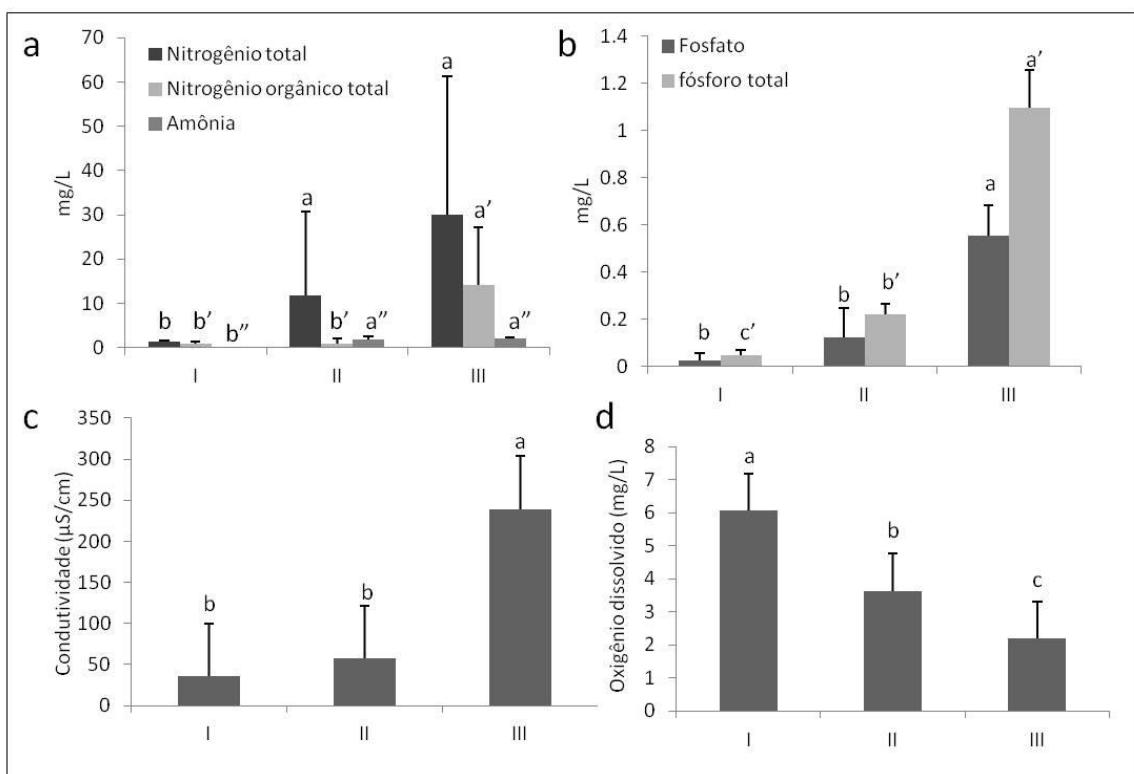 a
70
60
50
40
30
20
10
0
mg/L
Nitrogênio total
Nitrogênio orgânico total
Amônia
b b’ b”
a b’ a”
a a’ a”
I II III
b
1.4
1.2
1
0.8
0.6
0.4
0.2
0
mg/L
Fosfato
fósforo total
b c’
b b’
a a’
I II III
c
350
300
250
200
150
100
50
0
Condutividade (µS/cm)
b b a
I II III
d
8
7
6
5
4
3
2
1
0
Oxigênio dissolvido (mg/L)
a b c
I II III